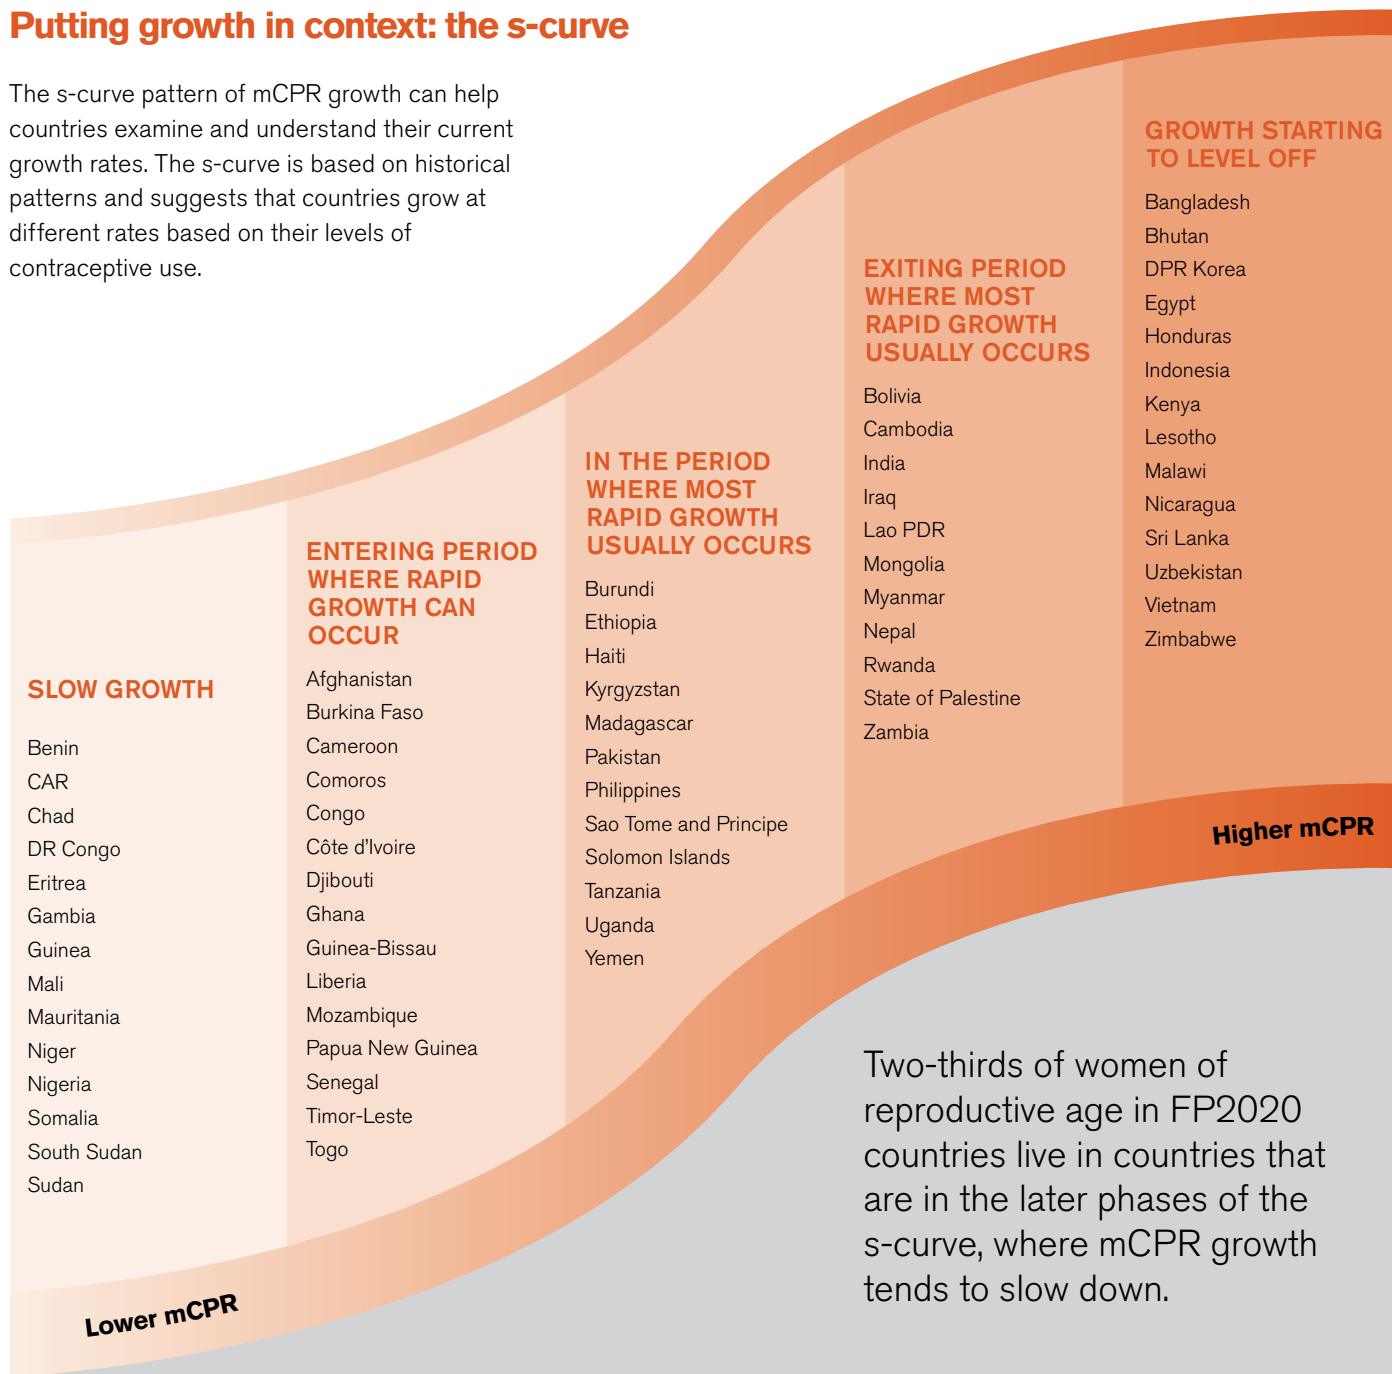 Putting growth in context: the s-curve
The s-curve pattern of mCPR growth can help
countries examine and understand their current
growth rates. The s-curve is based on historical
patterns and suggests that countries grow at
different rates based on their levels of
contraceptive use.
SLOW GROWTH
Benin
CAR
Chad
DR Congo
Eritrea
Gambia
Guinea
Mali
Mauritania
Niger
Nigeria
Somalia
South Sudan
Sudan
ENTERING PERIOD
WHERE RAPID
GROWTH CAN
OCCUR
Afghanistan
Burkina Faso
Cameroon
Comoros
Congo
Côte d'Ivoire
Djibouti
Ghana
Guinea-Bissau
Liberia
Mozambique
Papua New Guinea
Senegal
Timor-Leste
Togo
IN THE PERIOD
WHERE MOST
RAPID GROWTH
USUALLY OCCURS
Burundi
Ethiopia
Haiti
Kyrgyzstan
Madagascar
Pakistan
Philippines
Sao Tome and Principe
Solomon Islands
Tanzania
Uganda
Yemen
EXITING PERIOD
WHERE MOST
RAPID GROWTH
USUALLY OCCURS
Bolivia
Cambodia
India
Iraq
Lao PDR
Mongolia
Myanmar
Nepal
Rwanda
State of Palestine
Zambia
GROWTH STARTING
TO LEVEL OFF
Bangladesh
Bhutan
DPR Korea
Egypt
Honduras
Indonesia
Kenya
Lesotho
Malawi
Nicaragua
Sri Lanka
Uzbekistan
Vietnam
Zimbabwe
Lower mCPR
Higher mCPR
Two-thirds of women of
reproductive age in FP2020
countries live in countries that
are in the later phases of the
s-curve, where mCPR growth
tends to slow down.